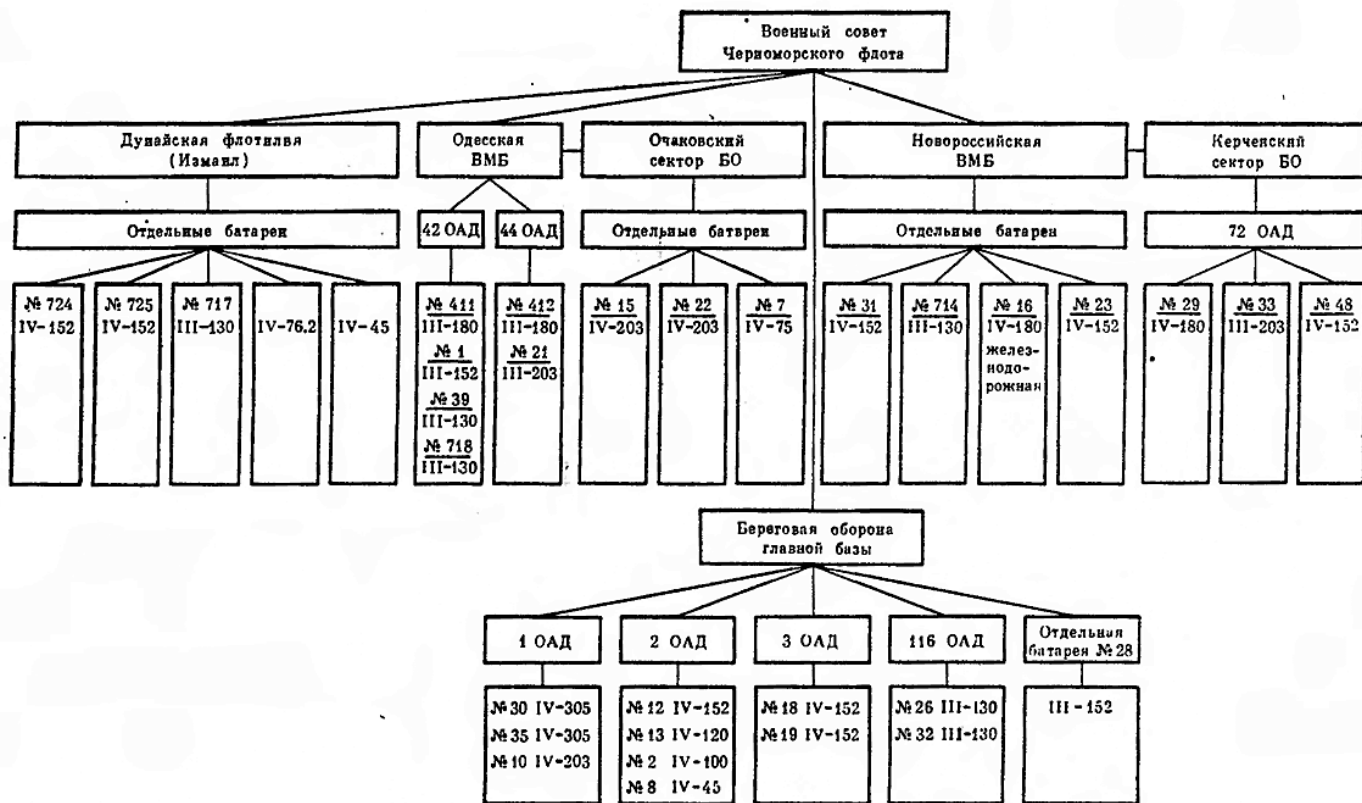 Военный совет
Черноморского флота
Дунайская флотилия
(Измаил)
Одесская
ВМБ
Очаковский
сектор БО
Новороссийская
ВМБ
Керченский
сектор БО
Отдельные батареи
42 ОАД
44 ОАД
Отдельные батареи
Отдельные батареи
72 ОАД
№ 724
IV-152
№ 725
IV-152
№ 717
III-130
IV-76.2
IV-45
№ 411
III-180
№ 1
III-152
№ 39
III-130
№ 718
III-130
№ 412
III-180
№ 21
III-203
№ 15
IV-203
№ 22
IV-203
№ 7
IV-75
№ 31
IV-152
№ 714
III-130
№ 16
IV-180
желез-
нодо-
рожная
№ 23
IV-152
№ 29
IV-180
№ 33
III-203
№ 48
IV-152
Береговая оборона
главной базы
1 ОАД
2 ОАД
3 ОАД
116 ОАД
Отдельная
батарея № 28
№ 30 IV-305
№ 35 IV-305
№ 10 IV-203
№ 12 IV-152
№ 13 IV-120
№ 2 IV-100
№ 8 IV-45
№ 18 IV-152
№ 19 IV-152
№ 26 III-130
№ 32 III-130
III-152